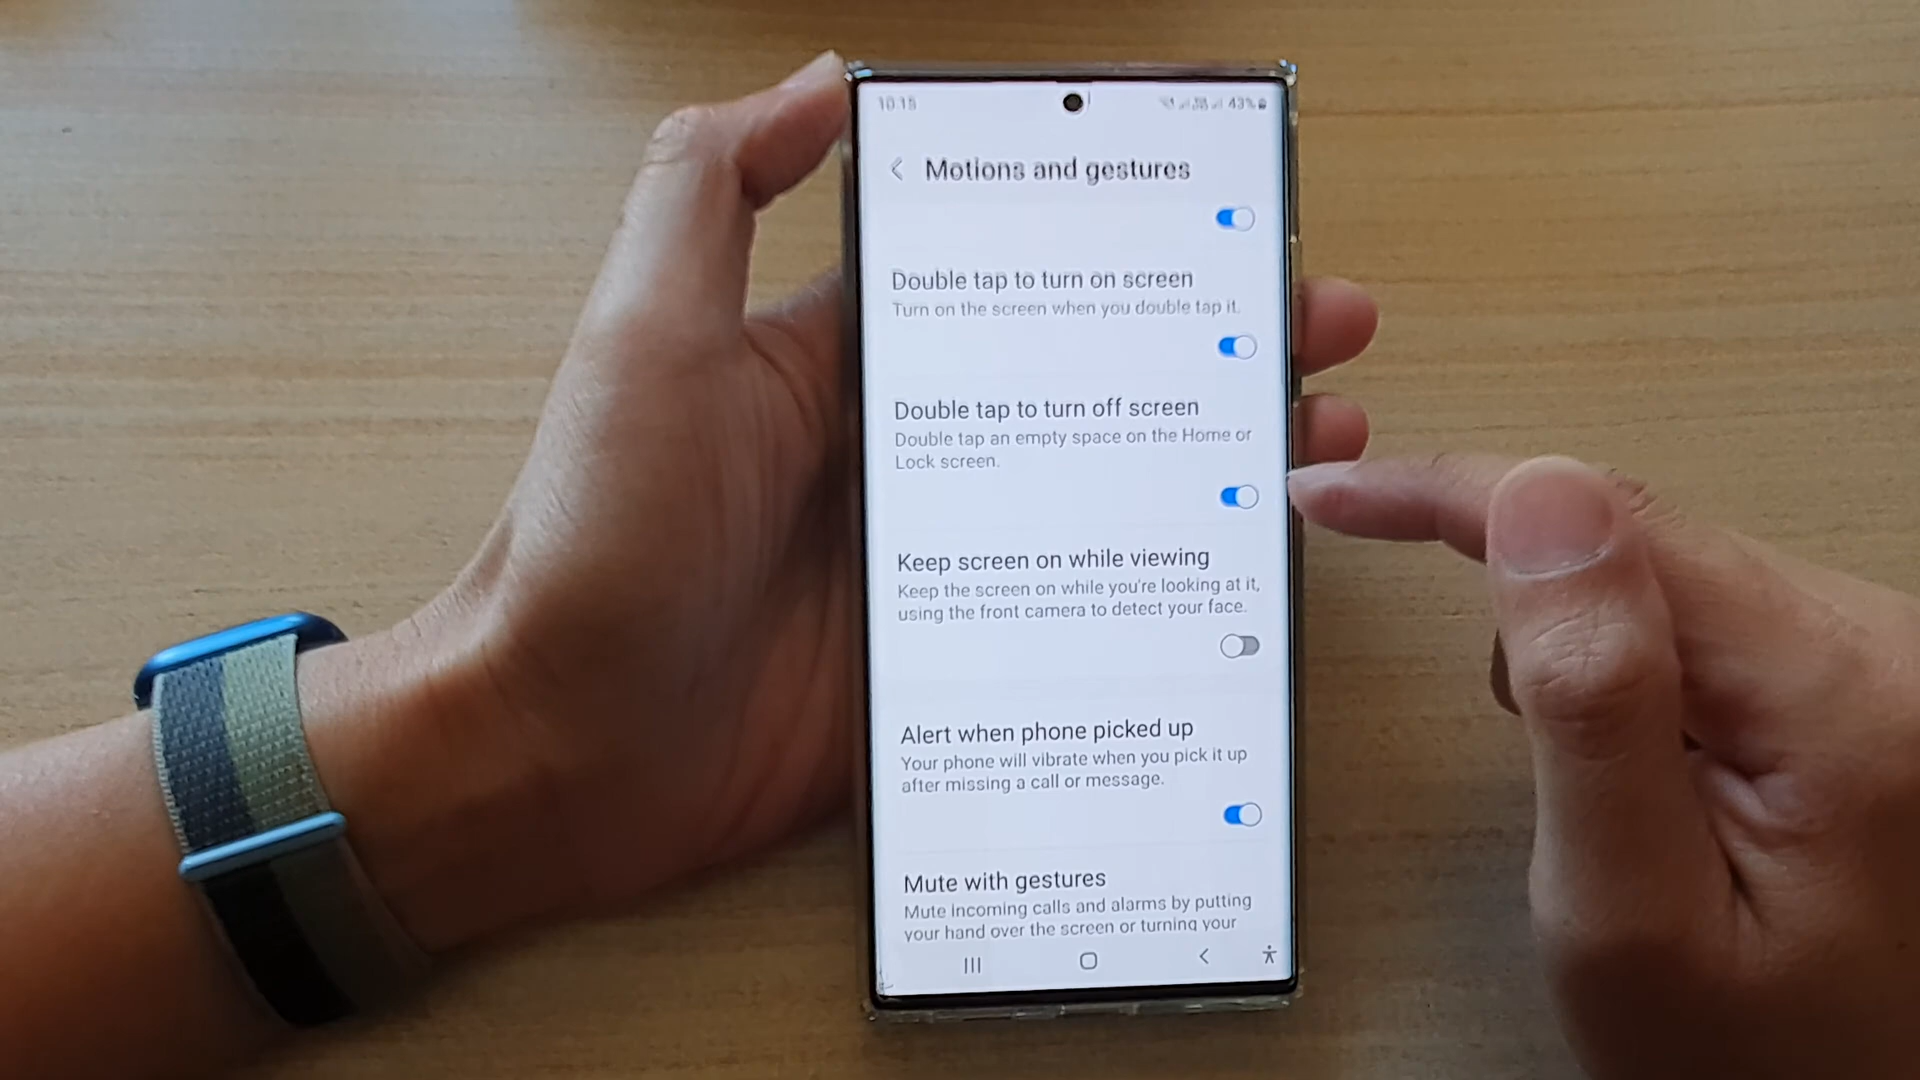 10:15
43%
Motions and gestures
Double tap to turn on screen
Turn on the screen when you double tap it.
Double tap to turn off screen
Double tap an empty space on the Home or
Lock screen.
Keep screen on while viewing
Keep the screen on while you're looking at it,
using the front camera to detect your face.
Alert when phone picked up
Your phone will vibrate when you pick it up
after missing a call or message.
Mute with gestures
Mute incoming calls and alarms by putting
your hand over the screen or turning your